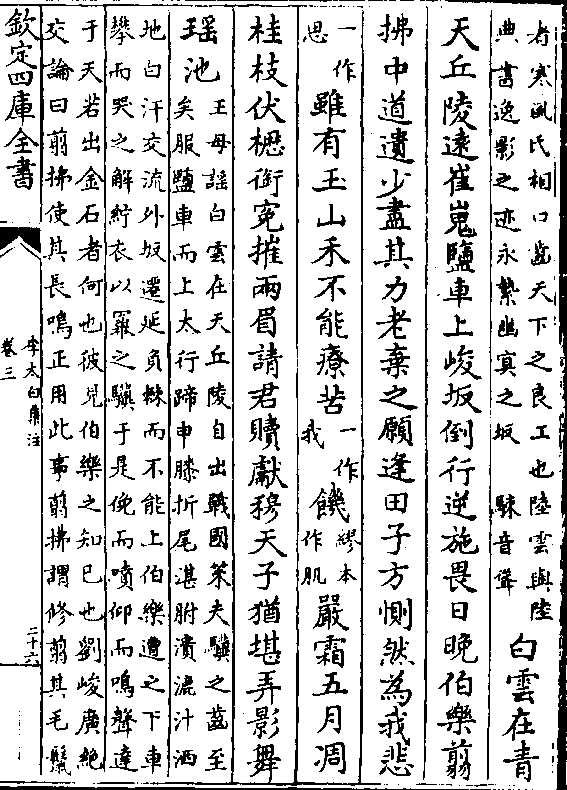 者寒風氏相口齒天下之良工也陸雲與陸
典書逸影之迹永縶幽冥之坂 駷音聳
白雲在青
天丘陵逺崔嵬鹽車上峻坂倒行逆施畏日晚伯樂翦
拂中道遺少盡其力老棄之願逢田子方惻然為我悲
一作
思
雖有玉山禾不能療苦
一作
我
饑
繆本
作肌
嚴霜五月凋
桂枝伏櫪銜寃摧兩眉請君贖獻穆天子猶堪弄影舞
瑶池
王母謡白雲在天丘陵自出戰國策夫驥之齒至
矣服鹽車而上太行蹄申膝折尾湛胕潰漉汁洒
地白汗交流外坂遷延負棘而不能上伯樂遭之下車
攀而哭之解紵衣以羃之驥于是俛而噴仰而鳴聲達
于天若出金石者何也彼見伯樂之知已也劉峻廣絶
交論曰翦拂使其長鳴正用此事翦拂謂修翦其毛鬛
欽定四庫全書
李太白集注
卷三
二十六